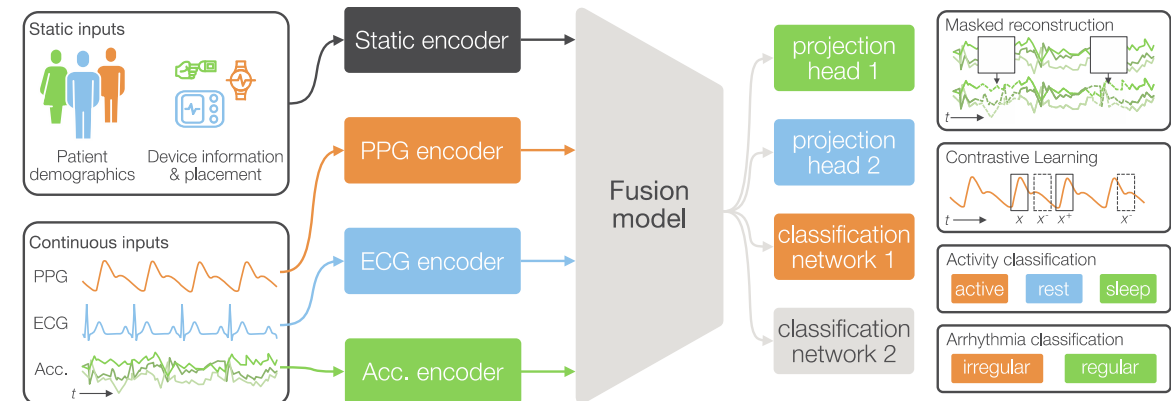 Static inputs
Patient
demographics
Device information
& placement
Continuous inputs
PPG
ECG
Acc.
t
Static encoder
PPG encoder
ECG encoder
Acc. encoder
Fusion
model
projection
head 1
projection
head 2
classification
network 1
classification
network 2
Masked reconstruction
t
Contrastive Learning
t
x x⁻ x⁺ x⁻
Activity classification
active rest sleep
Arrhythmia classification
irregular regular